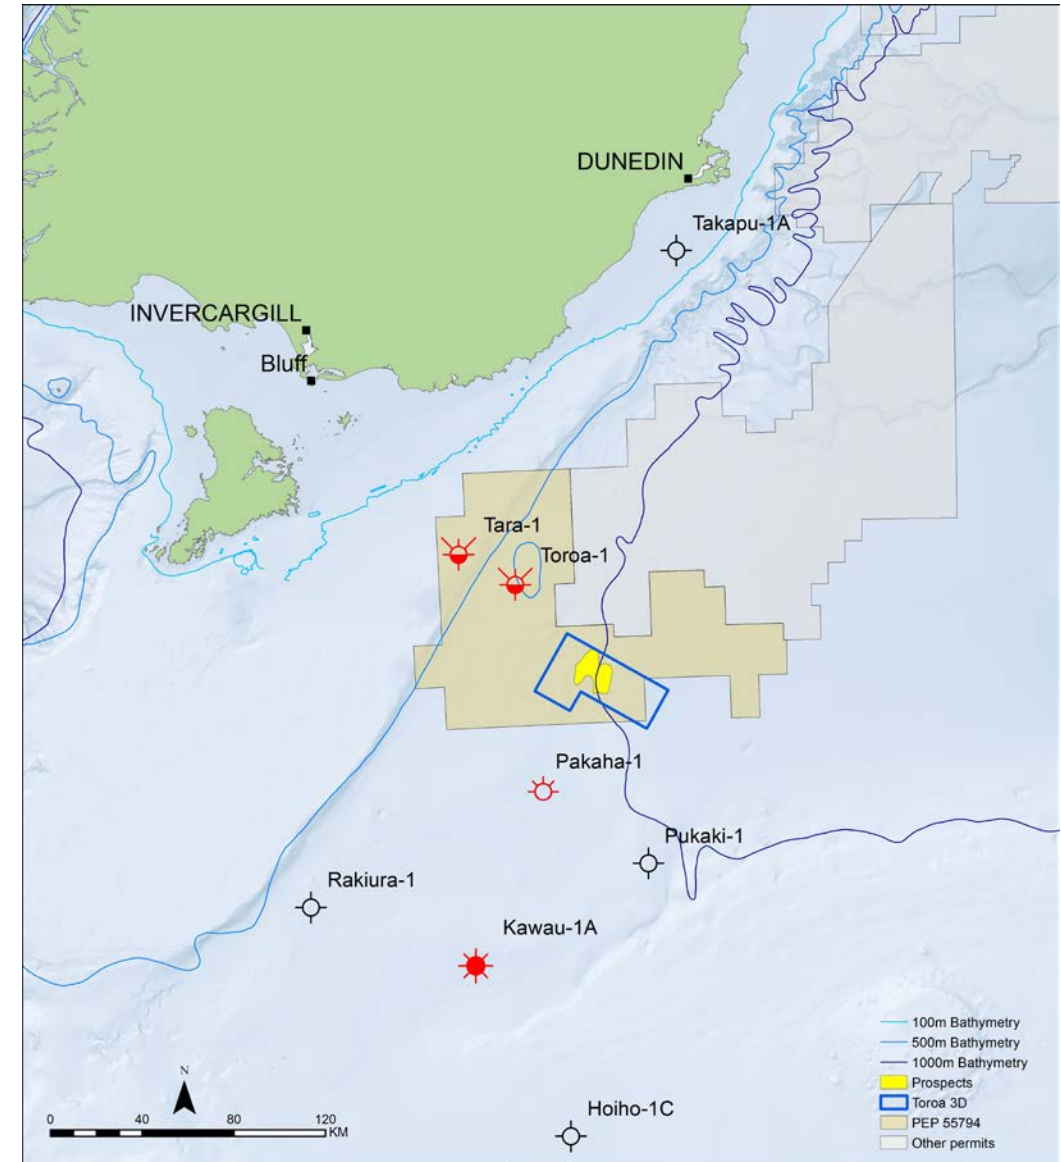 DUNEDIN
Takapu-1A
INVERCARGILL
Bluff
Tara-1
Toroa-1
Pakaha-1
Pukaki-1
Rakiura-1
Kawau-1A
Hoiho-1C
100m Bathymetry
500m Bathymetry
1000m Bathymetry
Prospects
Toroa 3D
PEP 55794
Other permits
N
0 40 80 120
KM